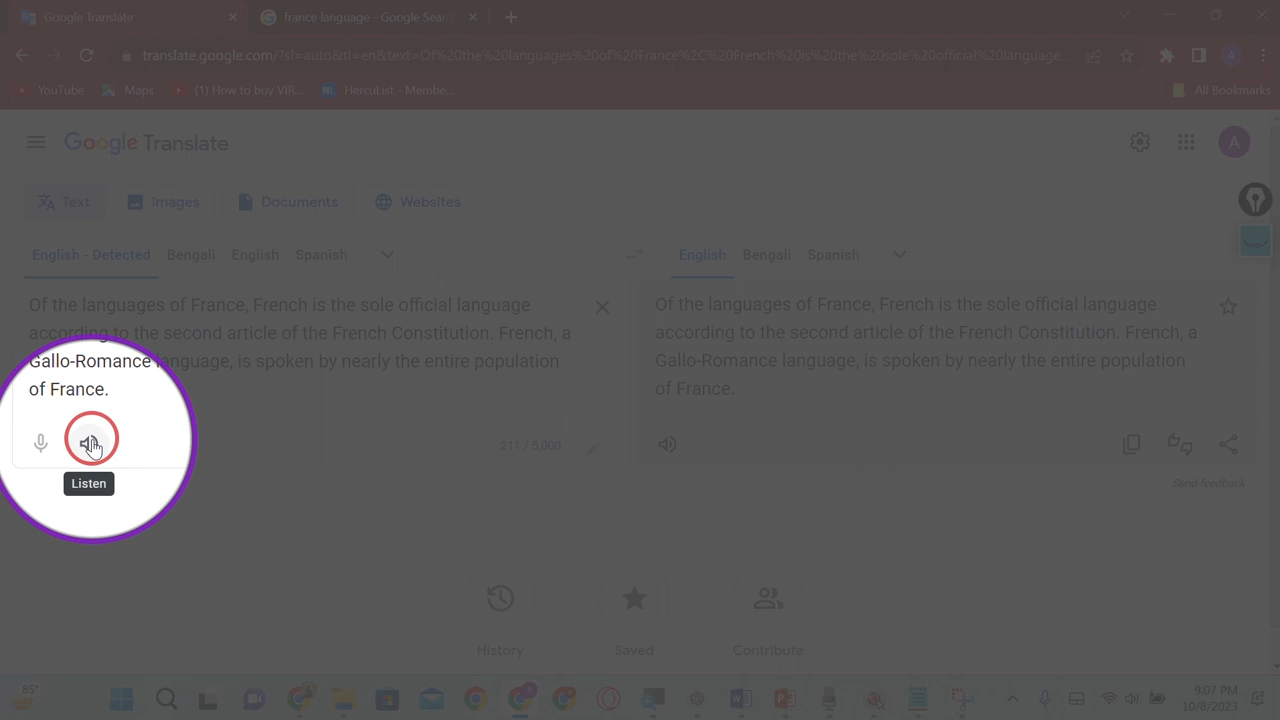 Google Translate
france language - Google Sear
translate.google.com/?sl=auto&tl=en&text=Of%20the%20languages%20of%20France%2C%20French%20is%20the%20sole%20official%20language...
YouTube
Maps
(1) How to buy VIR...
HercuList - Membe...
All Bookmarks
A
Google Translate
A
Text
Images
Documents
Websites
English - Detected
Bengali
English
Spanish
English
Bengali
Spanish
Of the languages of France, French is the sole official language
according to the second article of the French Constitution. French, a
Gallo-Romance language, is spoken by nearly the entire population
of France.
211 / 5,000
Listen
Of the languages of France, French is the sole official language
according to the second article of the French Constitution. French, a
Gallo-Romance language, is spoken by nearly the entire population
of France.
Send feedback
History
Saved
Contribute
85°
9:07 PM
10/8/2023